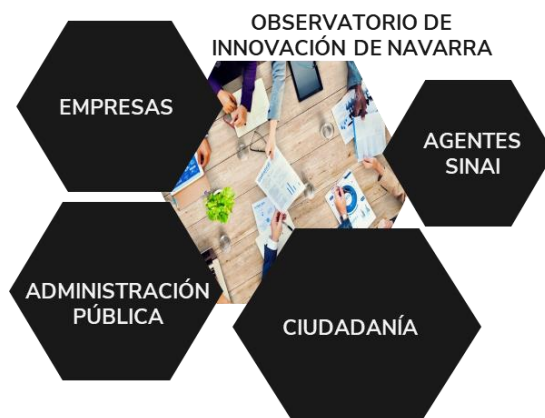 OBSERVATORIO DE
INNOVACIÓN DE NAVARRA
EMPRESAS
AGENTES
SINAI
ADMINISTRACIÓN
PÚBLICA
CIUDADANÍA